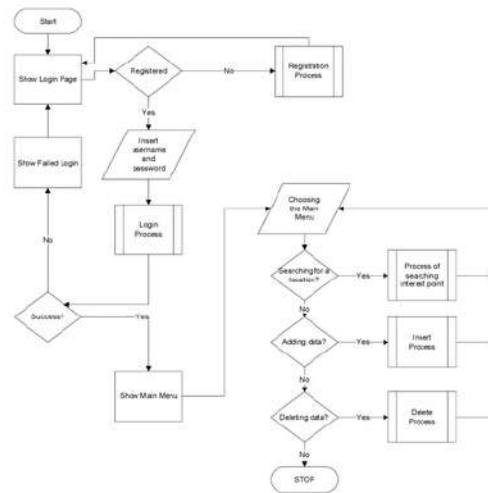 Start
Show Login Page
Registered
No
Registration
Process
Yes
Insert
username
and
password
Show Failed Login
Login
Process
No
Success?
Yes
Show Main Menu
Choosing
the Main
Menu
Searching for a
location?
Yes
Process of
searching
interest point
No
Adding data?
Yes
Insert
Process
No
Deleting data?
Yes
Delete
Process
No
STOP